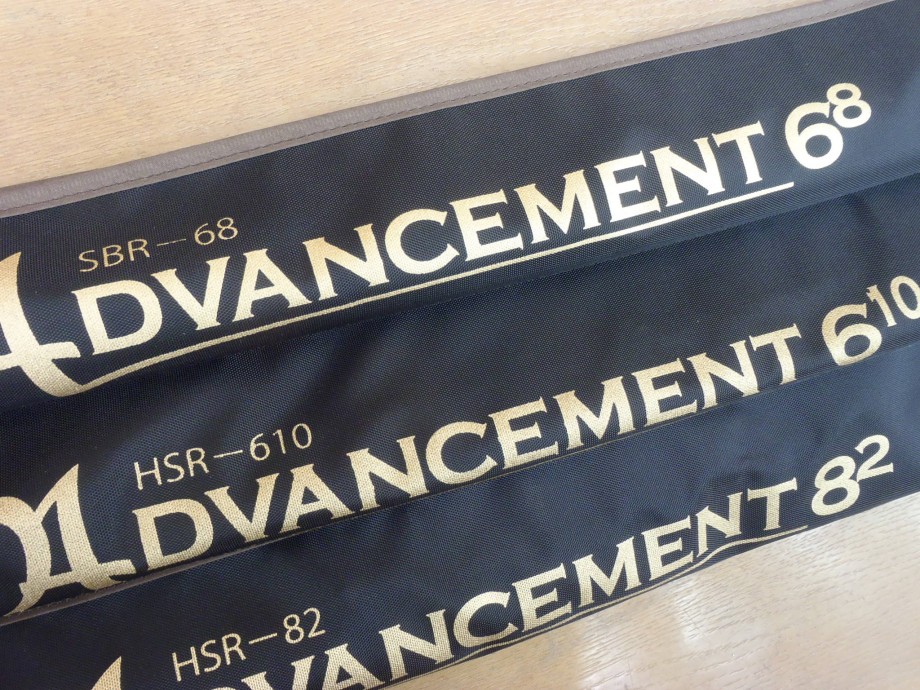 SBR-68
ADVANCEMENT 6⁸
HSR-610
ADVANCEMENT 6¹⁰
HSR-82
ADVANCEMENT 8²